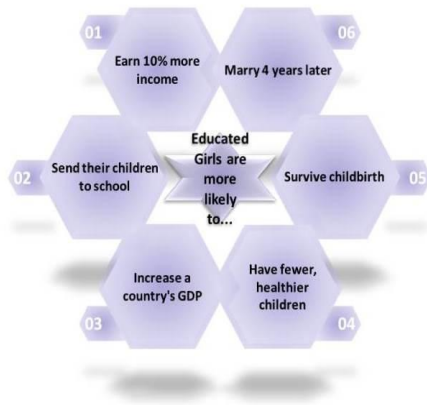 01
Earn 10% more
income
06
Marry 4 years later
Educated
Girls are
more
likely
to...
02
Send their children
to school
Survive childbirth
05
Increase a
country's GDP
03
Have fewer,
healthier
children
04